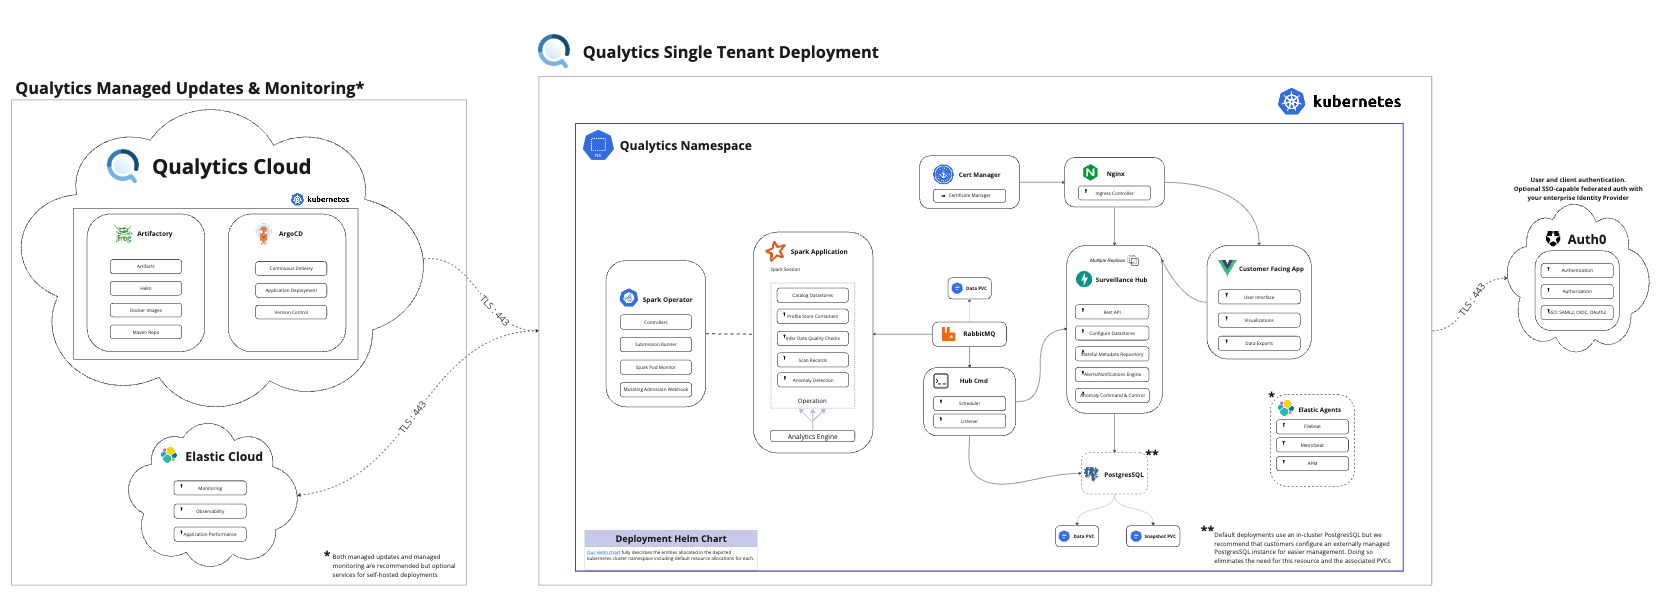 Qualytics Managed Updates & Monitoring*
Qualytics Cloud
kubernetes
Artifactory
Artifacts
Helm
Docker Images
Maven Repo
ArgoCD
Continuous Delivery
Application Deployment
Version Control
TLS : 443
TLS : 443
Elastic Cloud
Monitoring
Observability
Application Performance
* Both managed updates and managed
monitoring are recommended but optional
services for self-hosted deployments
Qualytics Single Tenant Deployment
kubernetes
Qualytics Namespace
Spark Operator
Controllers
Submission Runner
Spark Pod Monitor
Mutating Admission Webhook
Spark Application
Spark Session
Catalog Datastores
Profile Store Containers
Infer Data Quality Checks
Scan Records
Anomaly Detection
Operation
Analytics Engine
Cert Manager
Certificate Manager
Nginx
Ingress Controller
Data PVC
RabbitMQ
Hub Cmd
Scheduler
Listener
Multiple Replicas
Surveillance Hub
Rest API
Configure Datastores
Stateful Metadata Repository
Alerts/Notifications Engine
Anomaly Command & Control
Customer Facing App
User Interface
Visualizations
Data Exports
*
Elastic Agents
Filebeat
Metricbeat
APM
**
PostgresSQL
Data PVC
Snapshot PVC
Deployment Helm Chart
Our Helm chart fully describes the entities allocated in the depicted
kubernetes cluster namespace including default resource allocations for each.
** Default deployments use an in-cluster PostgresSQL but we
recommend that customers configure an externally managed
PostgresSQL instance for easier management. Doing so
eliminates the need for this resource and the associated PVCs
TLS : 443
User and client authentication.
Optional SSO-capable federated auth with
your enterprise Identity Provider
Auth0
Authentication
Authorization
SSO: SAML2, OIDC, OAuth2